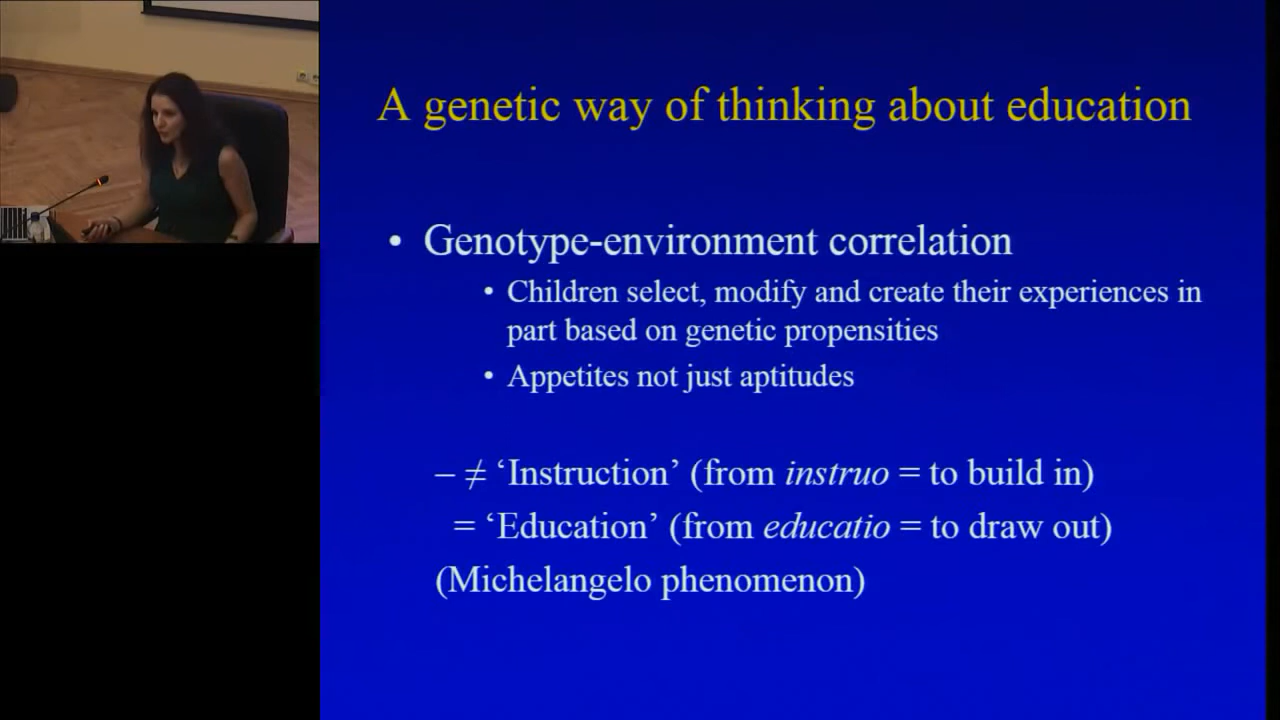 A genetic way of thinking about education
• Genotype-environment correlation
• Children select, modify and create their experiences in
part based on genetic propensities
• Appetites not just aptitudes
– ≠ ‘Instruction’ (from instruo = to build in)
= ‘Education’ (from educatio = to draw out)
(Michelangelo phenomenon)